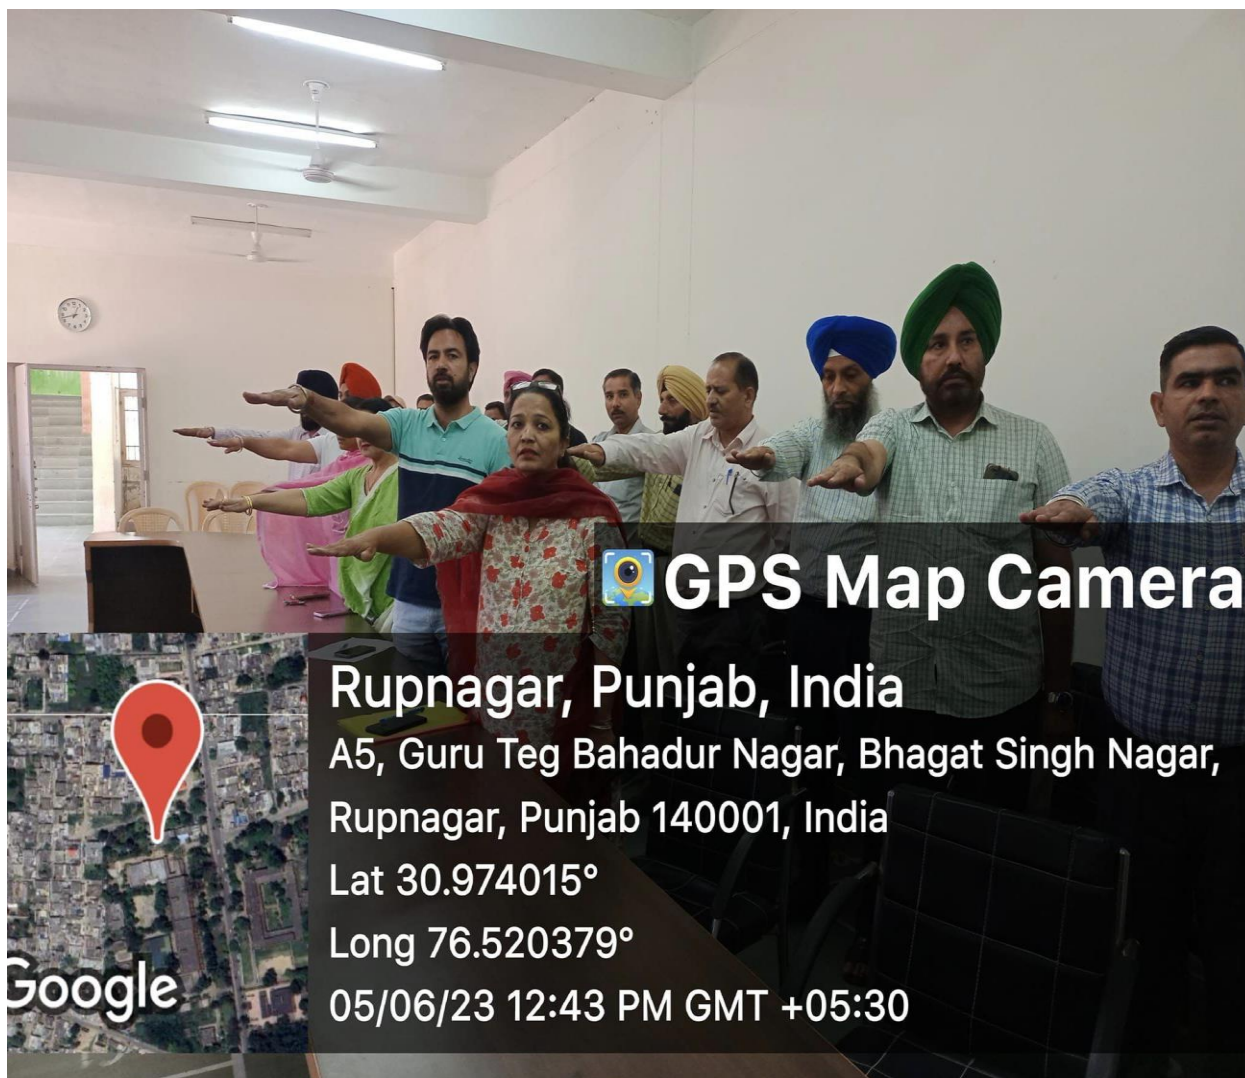 GPS Map Camera
Rupnagar, Punjab, India
A5, Guru Teg Bahadur Nagar, Bhagat Singh Nagar,
Rupnagar, Punjab 140001, India
Lat 30.974015°
Long 76.520379°
05/06/23 12:43 PM GMT +05:30
Google